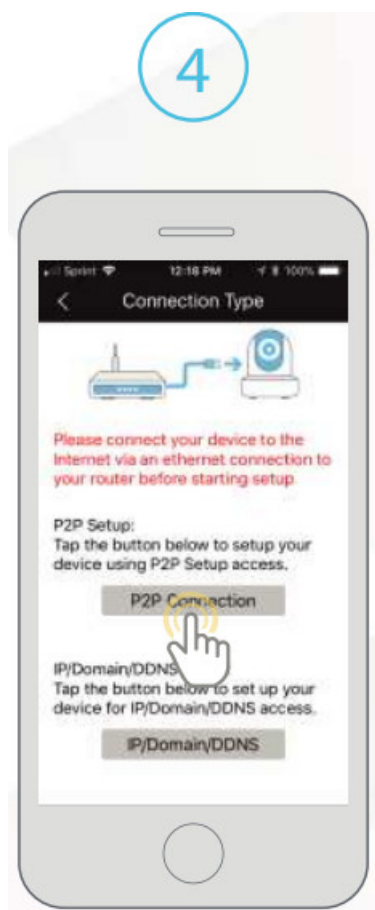 4
Sprint 12:16 PM 100%
< Connection Type
Please connect your device to the
Internet via an ethernet connection to
your router before starting setup
P2P Setup:
Tap the button below to setup your
device using P2P Setup access.
P2P Connection
IP/Domain/DDNS
Tap the button below to set up your
device for IP/Domain/DDNS access.
IP/Domain/DDNS